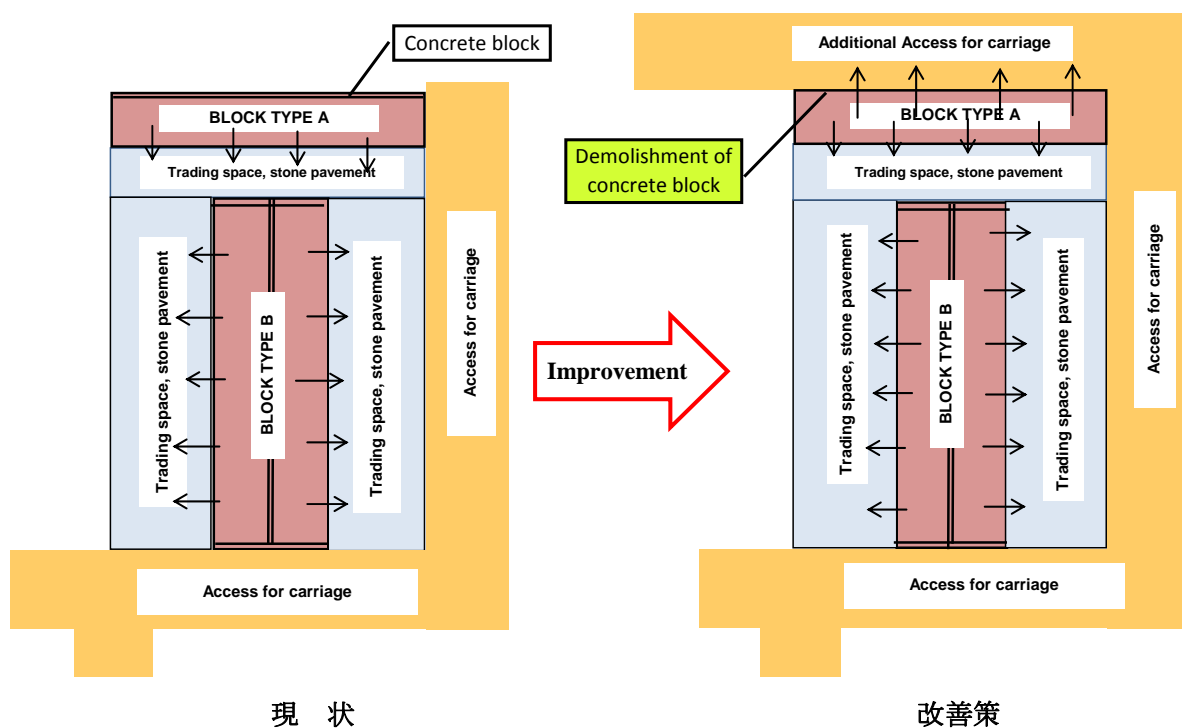 Concrete block
BLOCK TYPE A
Trading space, stone pavement
Trading space, stone pavement
BLOCK TYPE B
Trading space, stone pavement
Access for carriage
Access for carriage
現 状
Improvement
Additional Access for carriage
BLOCK TYPE A
Demolishment of
concrete block
Trading space, stone pavement
Trading space, stone pavement
BLOCK TYPE B
Trading space, stone pavement
Access for carriage
Access for carriage
改善策